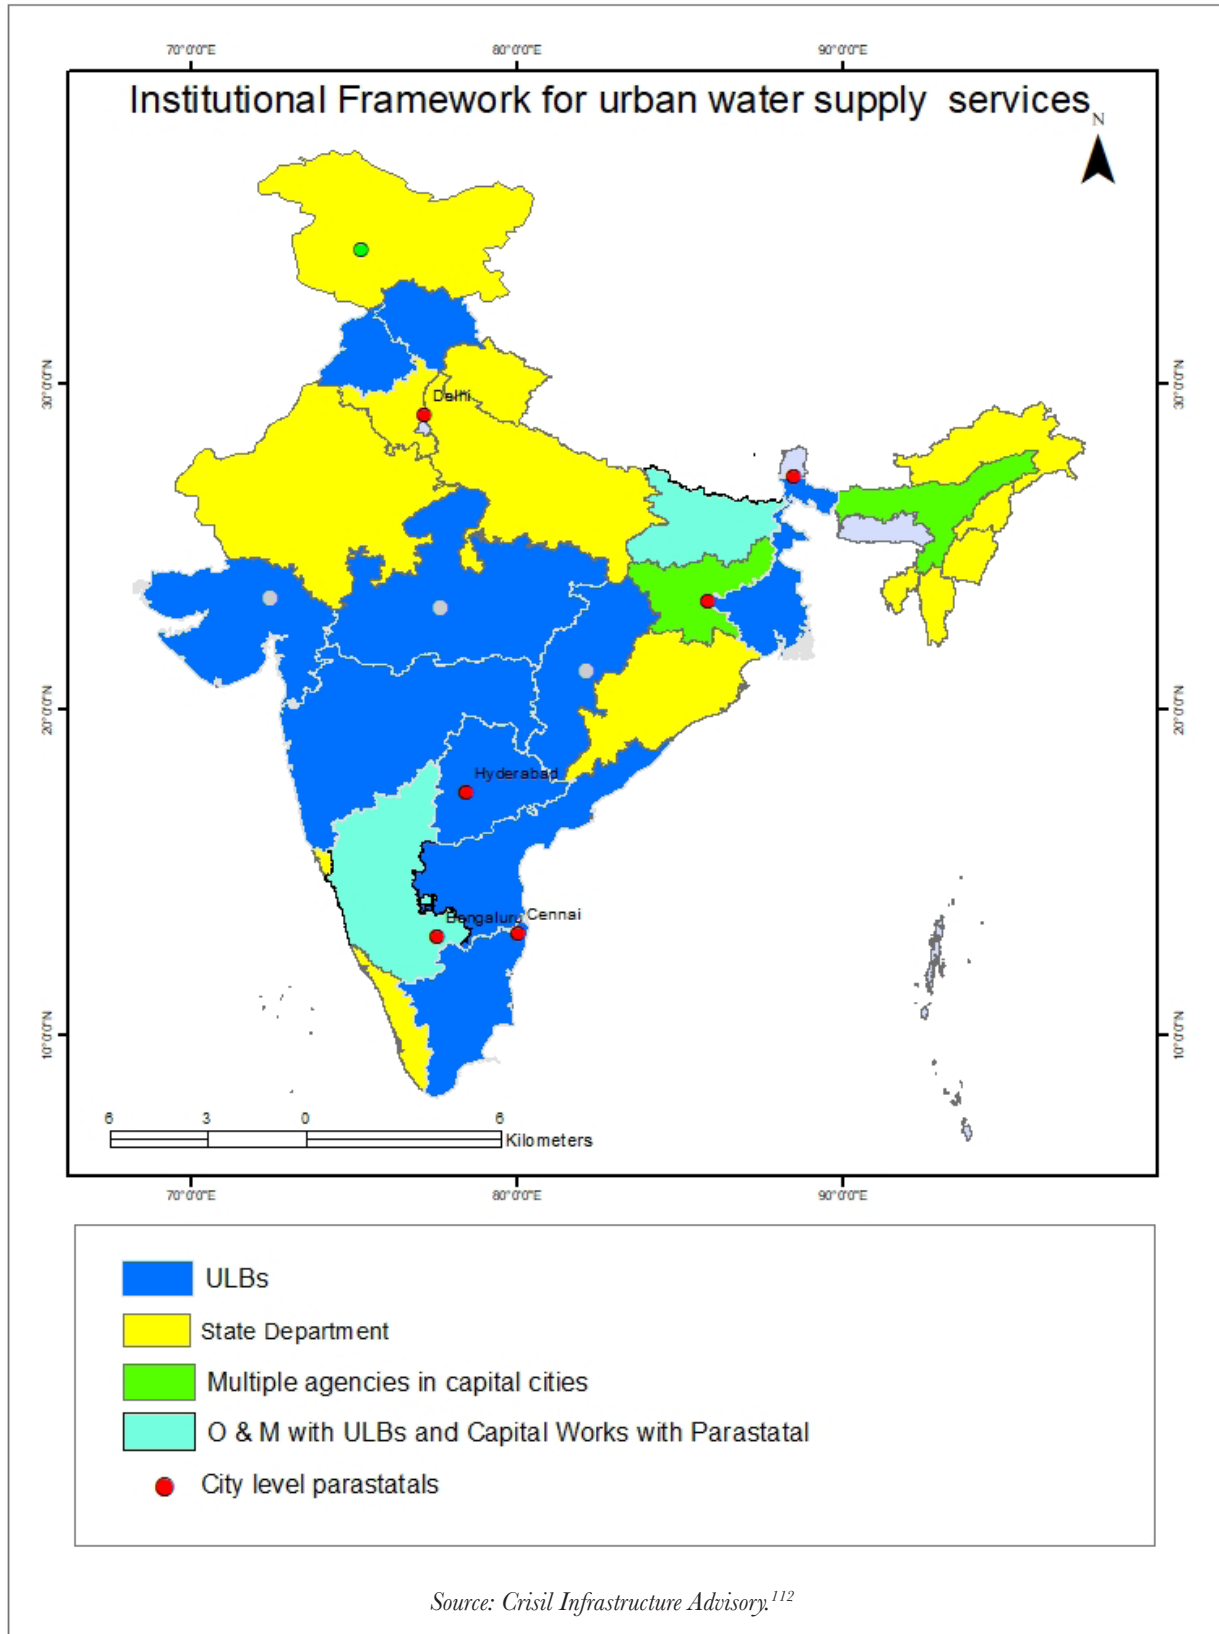 70°0'0"E 80°0'0"E 90°0'0"E
Institutional Framework for urban water supply services
N
30°0'0"N
30°0'0"N
Delhi
20°0'0"N
20°0'0"N
Hyderabad
Bengaluru
Cennai
10°0'0"N
10°0'0"N
6 3 0 6
Kilometers
70°0'0"E 80°0'0"E 90°0'0"E
ULBs
State Department
Multiple agencies in capital cities
O & M with ULBs and Capital Works with Parastatal
City level parastatals
Source: Crisil Infrastructure Advisory.112